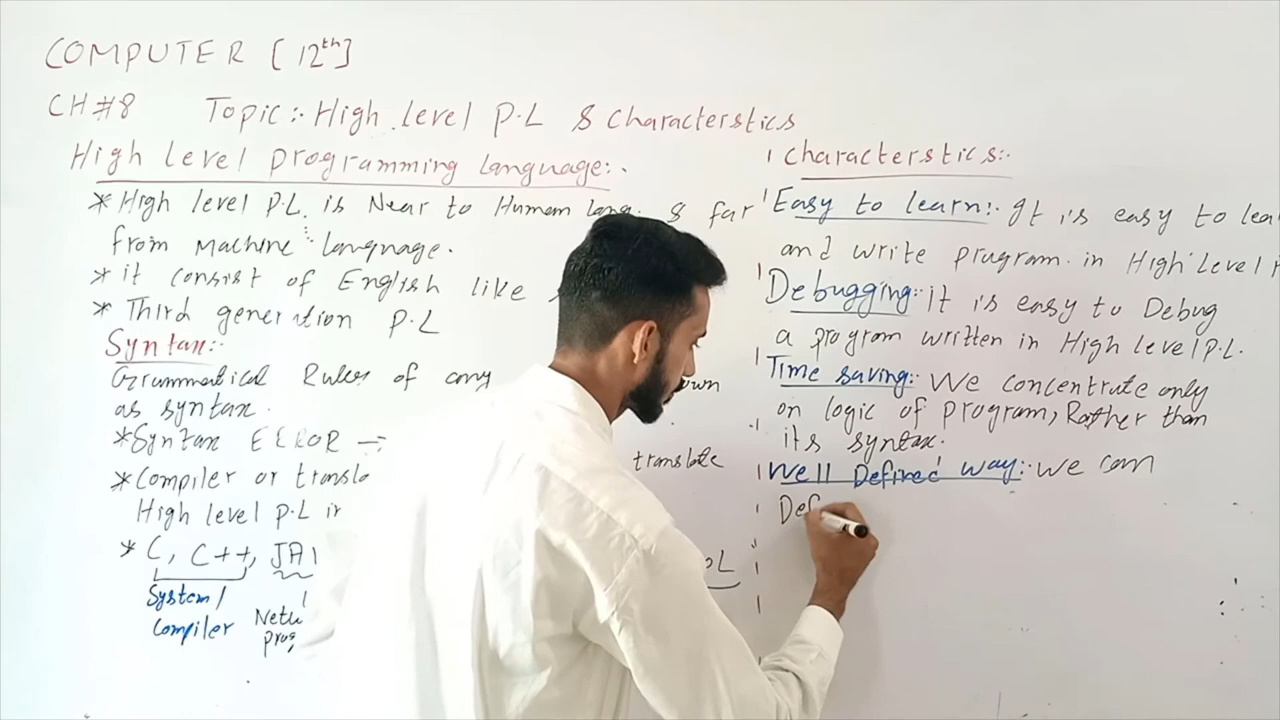 COMPUTER [12th]
CH#8 Topic:- High level P.L & Characterstics
High level programming language:-
* High level P.L. is Near to Human lang. & far
from Machine language.
* it consist of English like
* Third generation P.L
Syntax:-
Grammatical Rules of any
as syntax.
* Syntax EEROR →
translate
* Compiler or transla
High level P.L in
* C, C++, JA
System/
Compiler
Characterstics:-
Easy to learn:- It is easy to lea
and write program in High Level
Debugging:- it is easy to Debug
a program written in High level P.L.
Time saving:- We concentrate only
on logic of program, Rather than
its syntax.
Well Defined way:- we can
Def